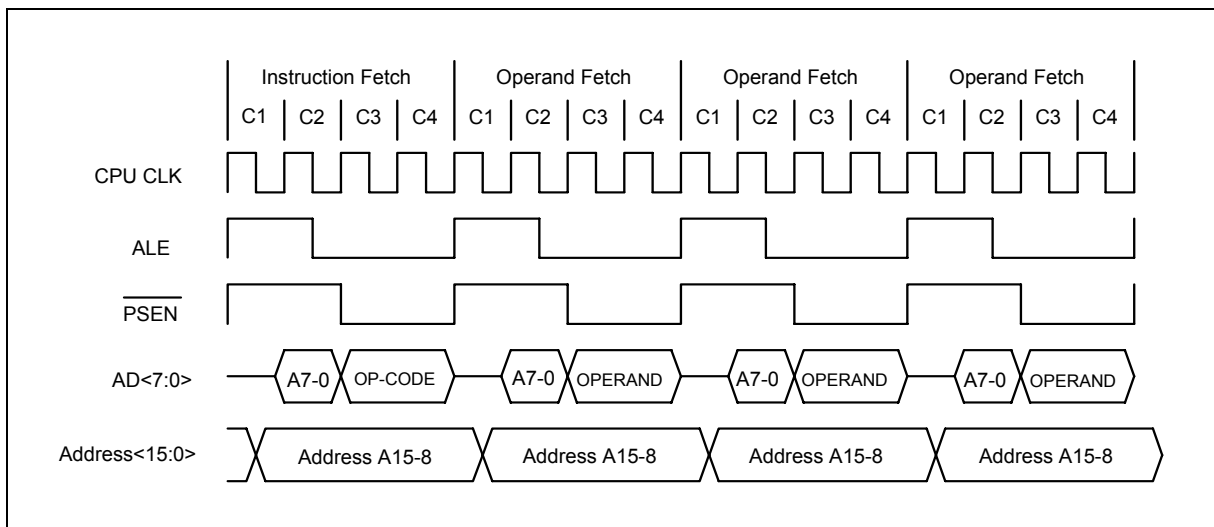 Instruction Fetch Operand Fetch Operand Fetch Operand Fetch
C1 C2 C3 C4 C1 C2 C3 C4 C1 C2 C3 C4 C1 C2 C3 C4
CPU CLK
ALE
PSEN
AD<7:0> A7-0 OP-CODE A7-0 OPERAND A7-0 OPERAND A7-0 OPERAND
Address<15:0> Address A15-8 Address A15-8 Address A15-8 Address A15-8